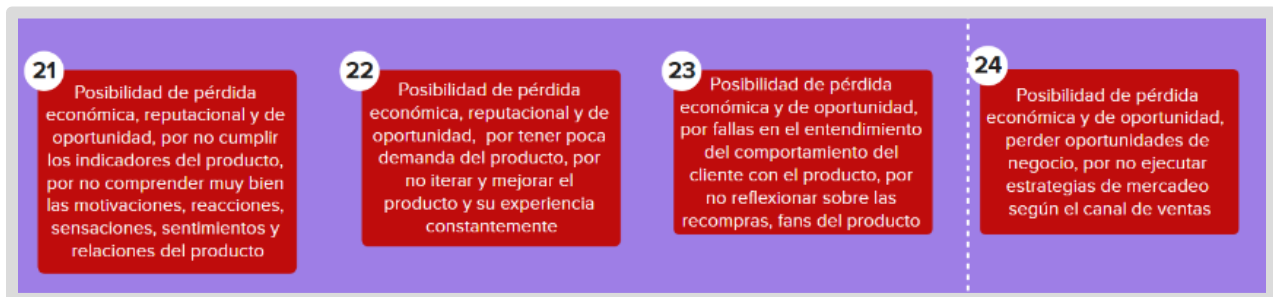 21
Posibilidad de pérdida
económica, reputacional y de
oportunidad, por no cumplir
los indicadores del producto,
por no comprender muy bien
las motivaciones, reacciones,
sensaciones, sentimientos y
relaciones del producto
22
Posibilidad de pérdida
económica, reputacional y de
oportunidad, por tener poca
demanda del producto, por
no iterar y mejorar el
producto y su experiencia
constantemente
23
Posibilidad de pérdida
económica y de oportunidad,
por fallas en el entendimiento
del comportamiento del
cliente con el producto, por
no reflexionar sobre las
recompras, fans del producto
24
Posibilidad de pérdida
económica y de oportunidad,
perder oportunidades de
negocio, por no ejecutar
estrategias de mercadeo
según el canal de ventas